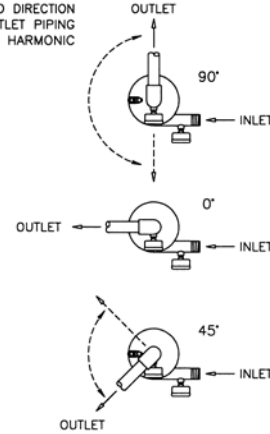 DIRECTION
OUTLET
TLET PIPING
HARMONIC
90°
INLET
0°
OUTLET
INLET
45°
INLET
OUTLET